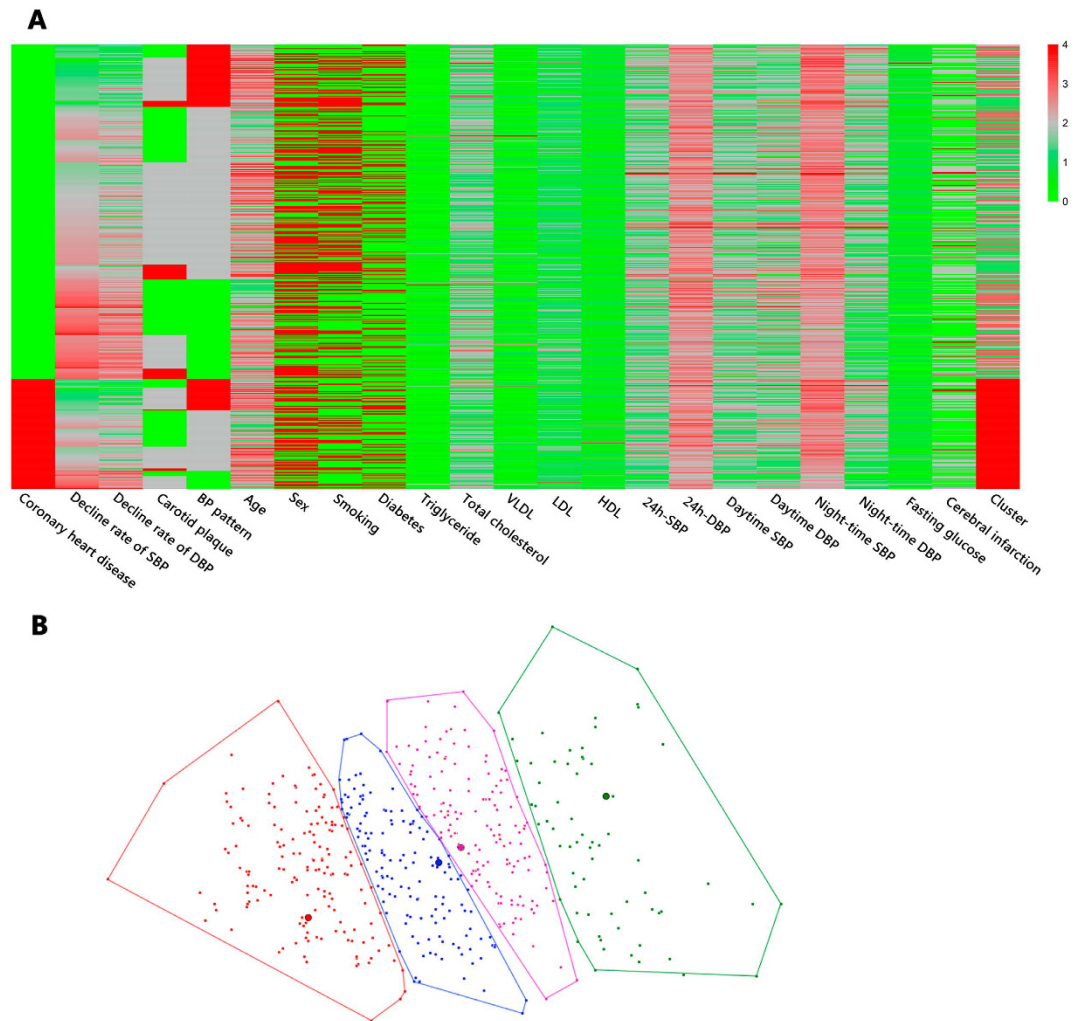 A
4
3
2
1
0
Coronary heart disease
Decline rate of SBP
Decline rate of DBP
Carotid plaque
BP pattern
Age
Sex
Smoking
Diabetes
Triglyceride
Total cholesterol
VLDL
LDL
HDL
24h-SBP
24h-DBP
Daytime SBP
Daytime DBP
Night-time SBP
Night-time DBP
Fasting glucose
Cerebral infarction
Cluster
B